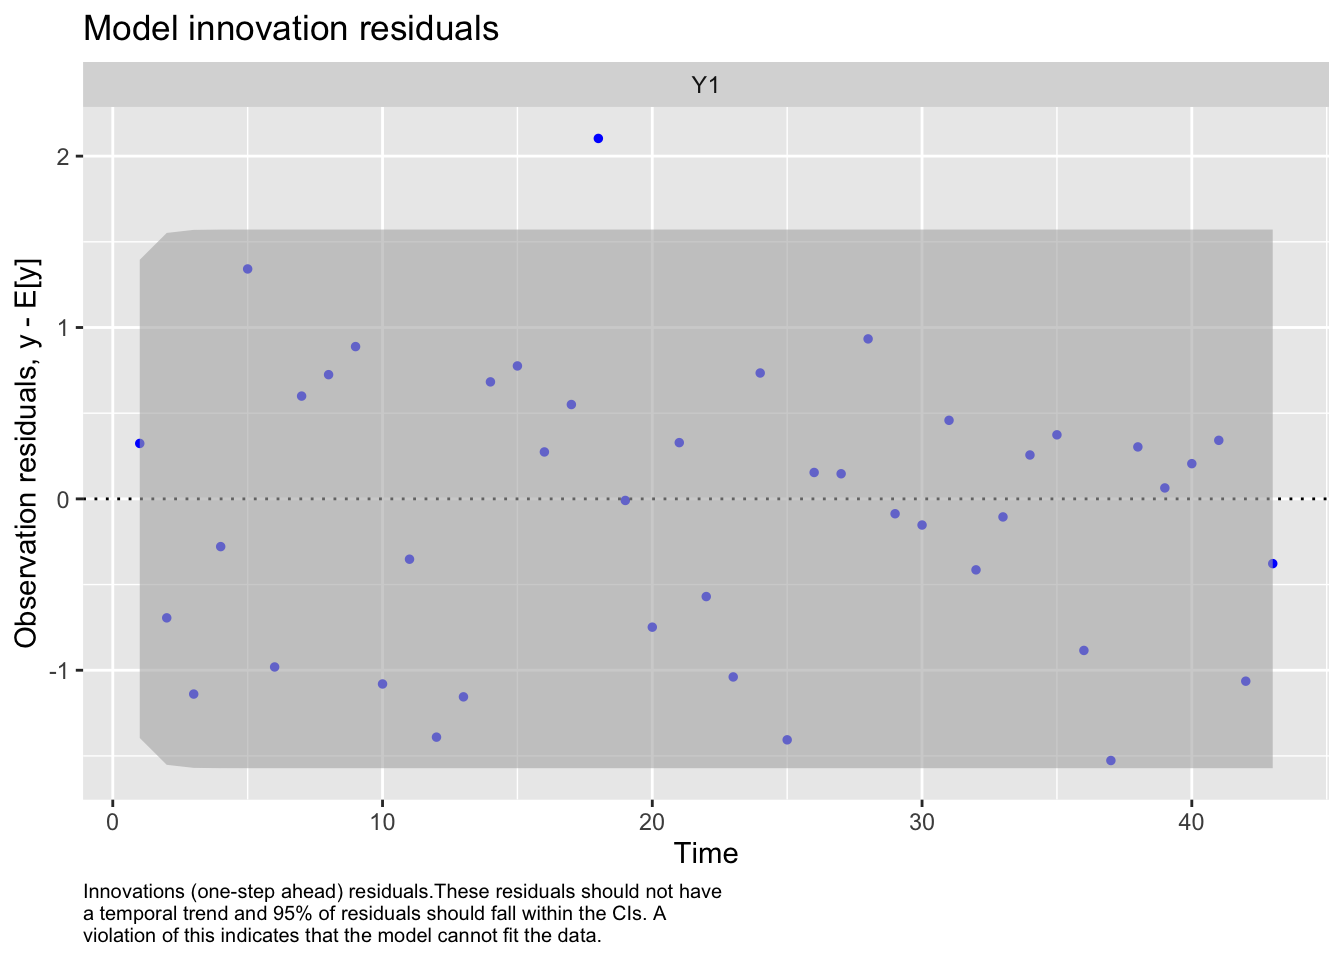 Model innovation residuals
Y1
Observation residuals, y - E[y]
2
1
0
-1
0 10 20 30 40
Time
Innovations (one-step ahead) residuals.These residuals should not have
a temporal trend and 95% of residuals should fall within the CIs. A
violation of this indicates that the model cannot fit the data.